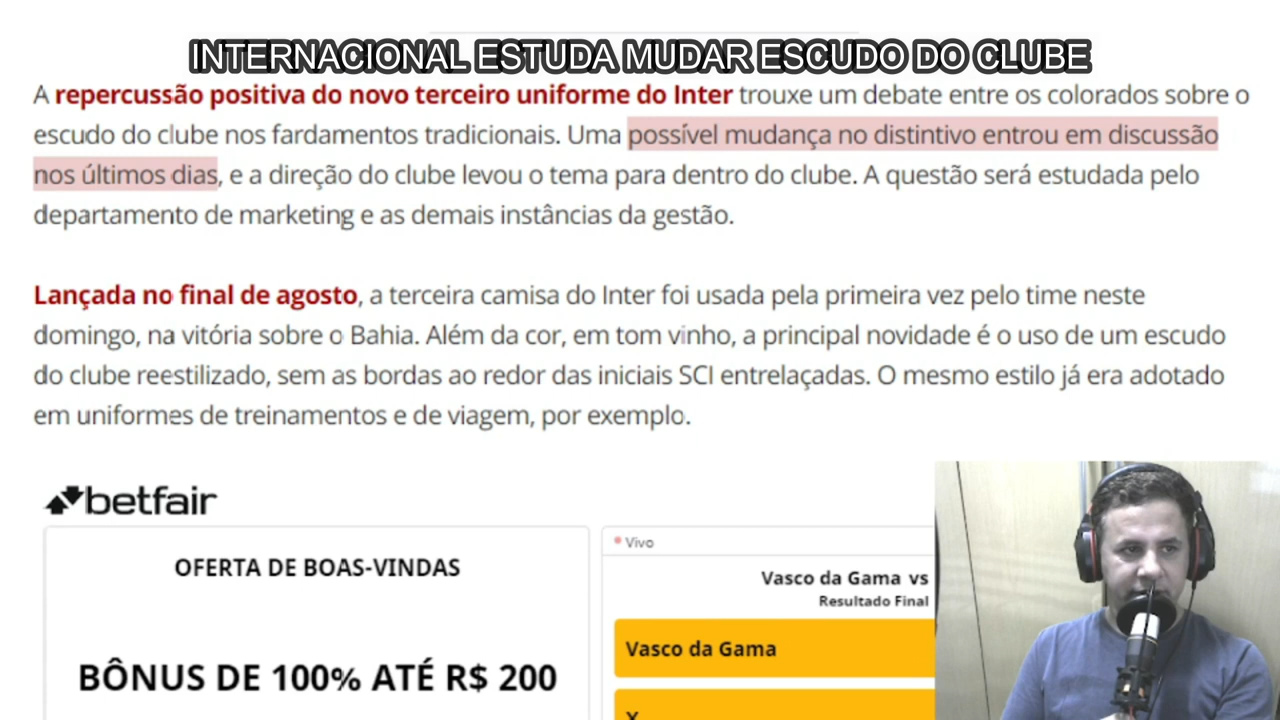 INTERNACIONAL ESTUDA MUDAR ESCUDO DO CLUBE
A repercussão positiva do novo terceiro uniforme do Inter trouxe um debate entre os colorados sobre o
escudo do clube nos fardamentos tradicionais. Uma possível mudança no distintivo entrou em discussão
nos últimos dias, e a direção do clube levou o tema para dentro do clube. A questão será estudada pelo
departamento de marketing e as demais instâncias da gestão.
Lançada no final de agosto, a terceira camisa do Inter foi usada pela primeira vez pelo time neste
domingo, na vitória sobre o Bahia. Além da cor, em tom vinho, a principal novidade é o uso de um escudo
do clube reestilizado, sem as bordas ao redor das iniciais SCI entrelaçadas. O mesmo estilo já era adotado
em uniformes de treinamentos e de viagem, por exemplo.
betfair
OFERTA DE BOAS-VINDAS
BÔNUS DE 100% ATÉ R$ 200
Vivo
Vasco da Gama vs
Resultado Final
Vasco da Gama
X